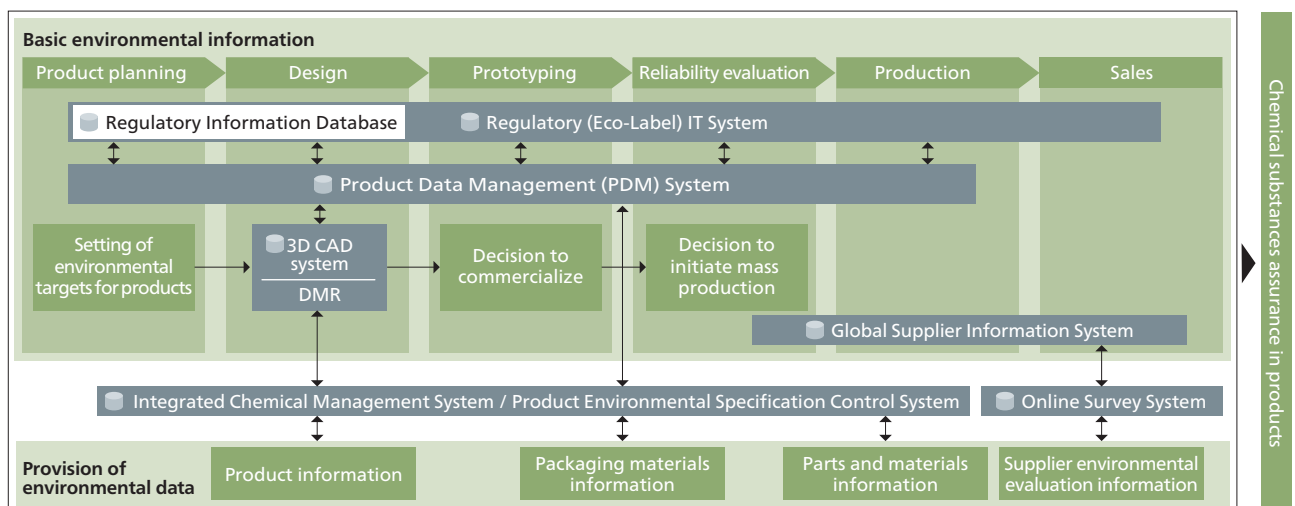 Basic environmental information
Product planning
Design
Prototyping
Reliability evaluation
Production
Sales
Regulatory Information Database
Regulatory (Eco-Label) IT System
Product Data Management (PDM) System
Setting of
environmental
targets for products
3D CAD
system
DMR
Decision to
commercialize
Decision to
initiate mass
production
Global Supplier Information System
Integrated Chemical Management System / Product Environmental Specification Control System
Online Survey System
Provision of
environmental data
Product information
Packaging materials
information
Parts and materials
information
Supplier environmental
evaluation information
Chemical substances assurance in products